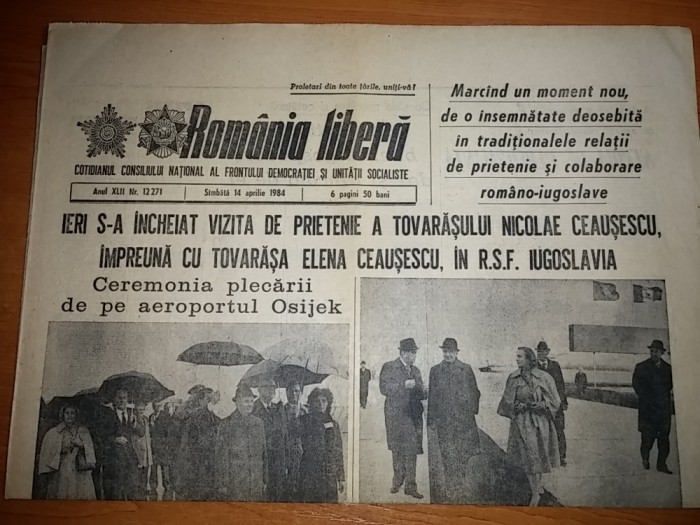 Proletari din toate țările, uniți-vă!
România liberă
COTIDIANUL CONSILIULUI NAȚIONAL AL FRONTULUI DEMOCRAȚIEI ȘI UNITĂȚII SOCIALISTE
Anul XLII Nr. 12 271
Sîmbătă 14 aprilie 1984
6 pagini 50 bani
Marcînd un moment nou,
de o însemnătate deosebită
în tradiționalele relații
de prietenie și colaborare
româno-iugoslave
IERI S-A ÎNCHEIAT VIZITA DE PRIETENIE A TOVARĂȘULUI NICOLAE CEAUȘESCU,
ÎMPREUNĂ CU TOVARĂȘA ELENA CEAUȘESCU, ÎN R.S.F. IUGOSLAVIA
Ceremonia plecării
de pe aeroportul Osijek